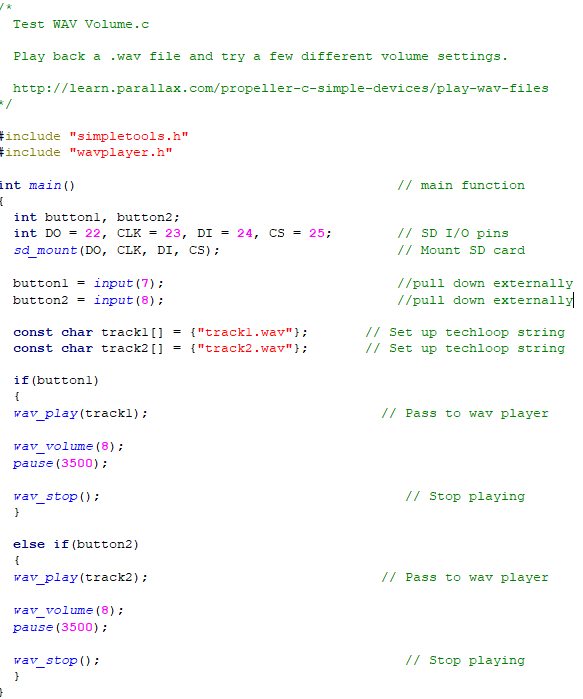 /*
  Test WAV Volume.c

  Play back a .wav file and try a few different volume settings.

  http://learn.parallax.com/propeller-c-simple-devices/play-wav-files
*/

#include "simpletools.h"
#include "wavplayer.h"

int main()                                        // main function
{
  int button1, button2;
  int DO = 22, CLK = 23, DI = 24, CS = 25;        // SD I/O pins
  sd_mount(DO, CLK, DI, CS);                      // Mount SD card

  button1 = input(7);                             //pull down externally
  button2 = input(8);                             //pull down externally

  const char track1[] = {"track1.wav"};       // Set up techloop string
  const char track2[] = {"track2.wav"};       // Set up techloop string

  if(button1)
  {
  wav_play(track1);                             // Pass to wav player

  wav_volume(8);
  pause(3500);

  wav_stop();                                      // Stop playing
  }

  else if(button2)
  {
  wav_play(track2);                             // Pass to wav player

  wav_volume(8);
  pause(3500);

  wav_stop();                                      // Stop playing
  }
}